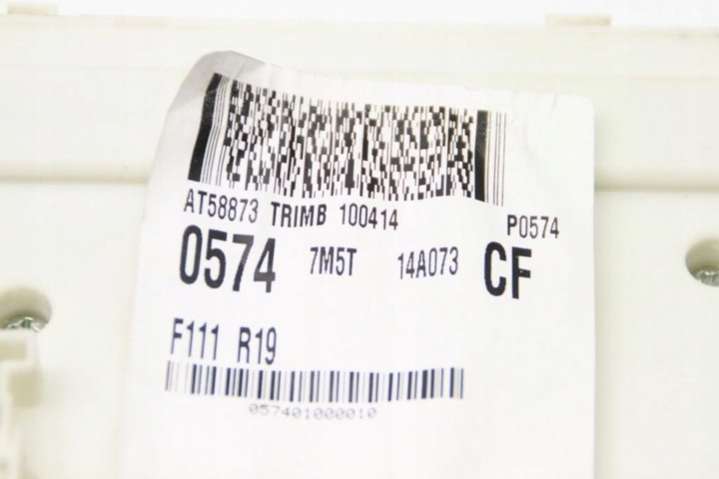 AT58873 TRIMB 100414 P0574
0574 7M5T 14A073 CF
F111 R19
057401000010